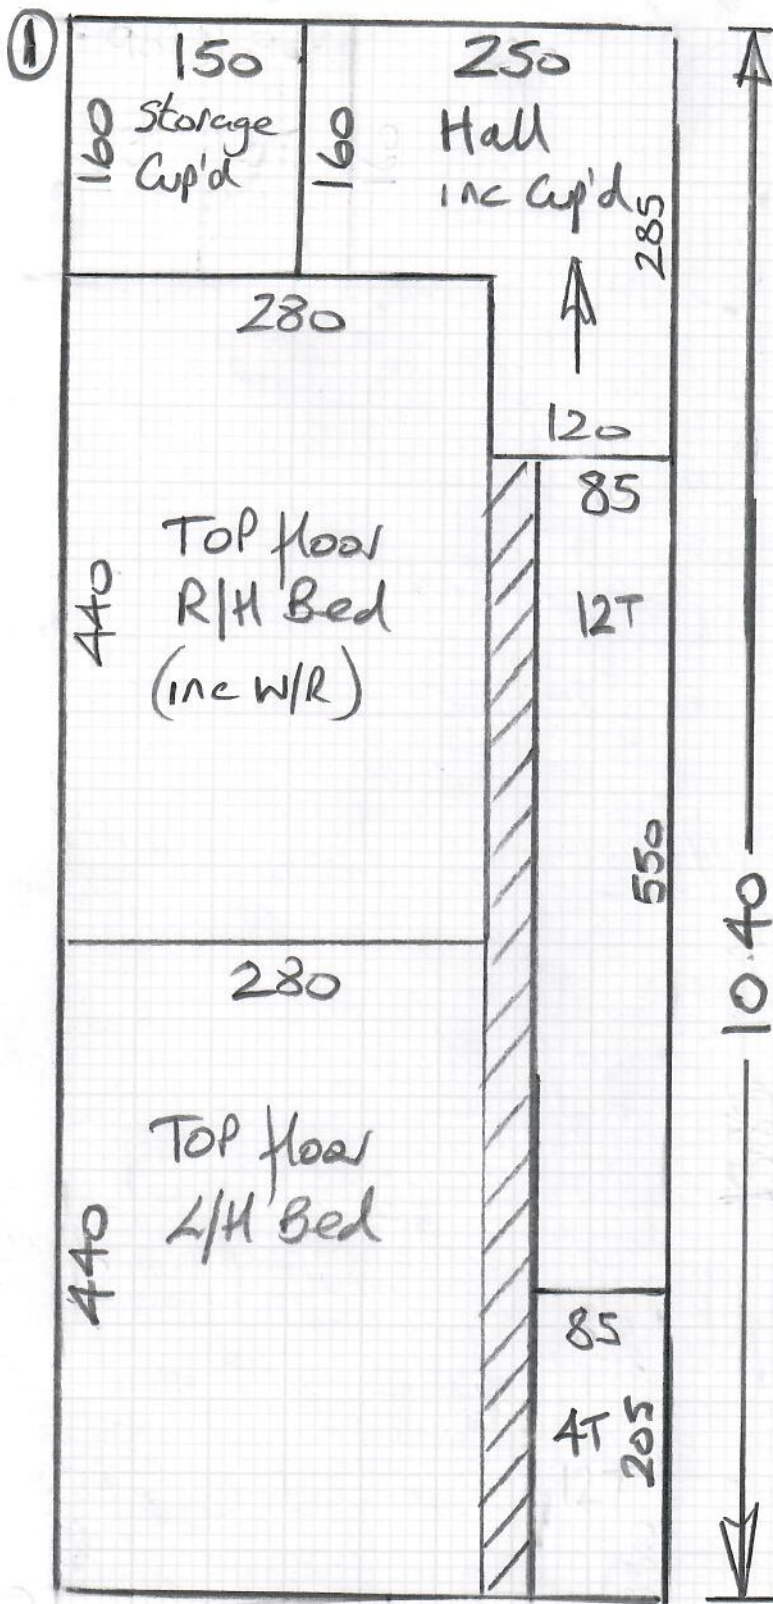 1
150
160
Storage
Cup'd
250
160
Hall
inc Cup'd
285
280
120
85
12T
Top floor
R/H Bed
(inc W/R)
440
550
10.40
280
Top floor
L/H Bed
440
85
4T
205